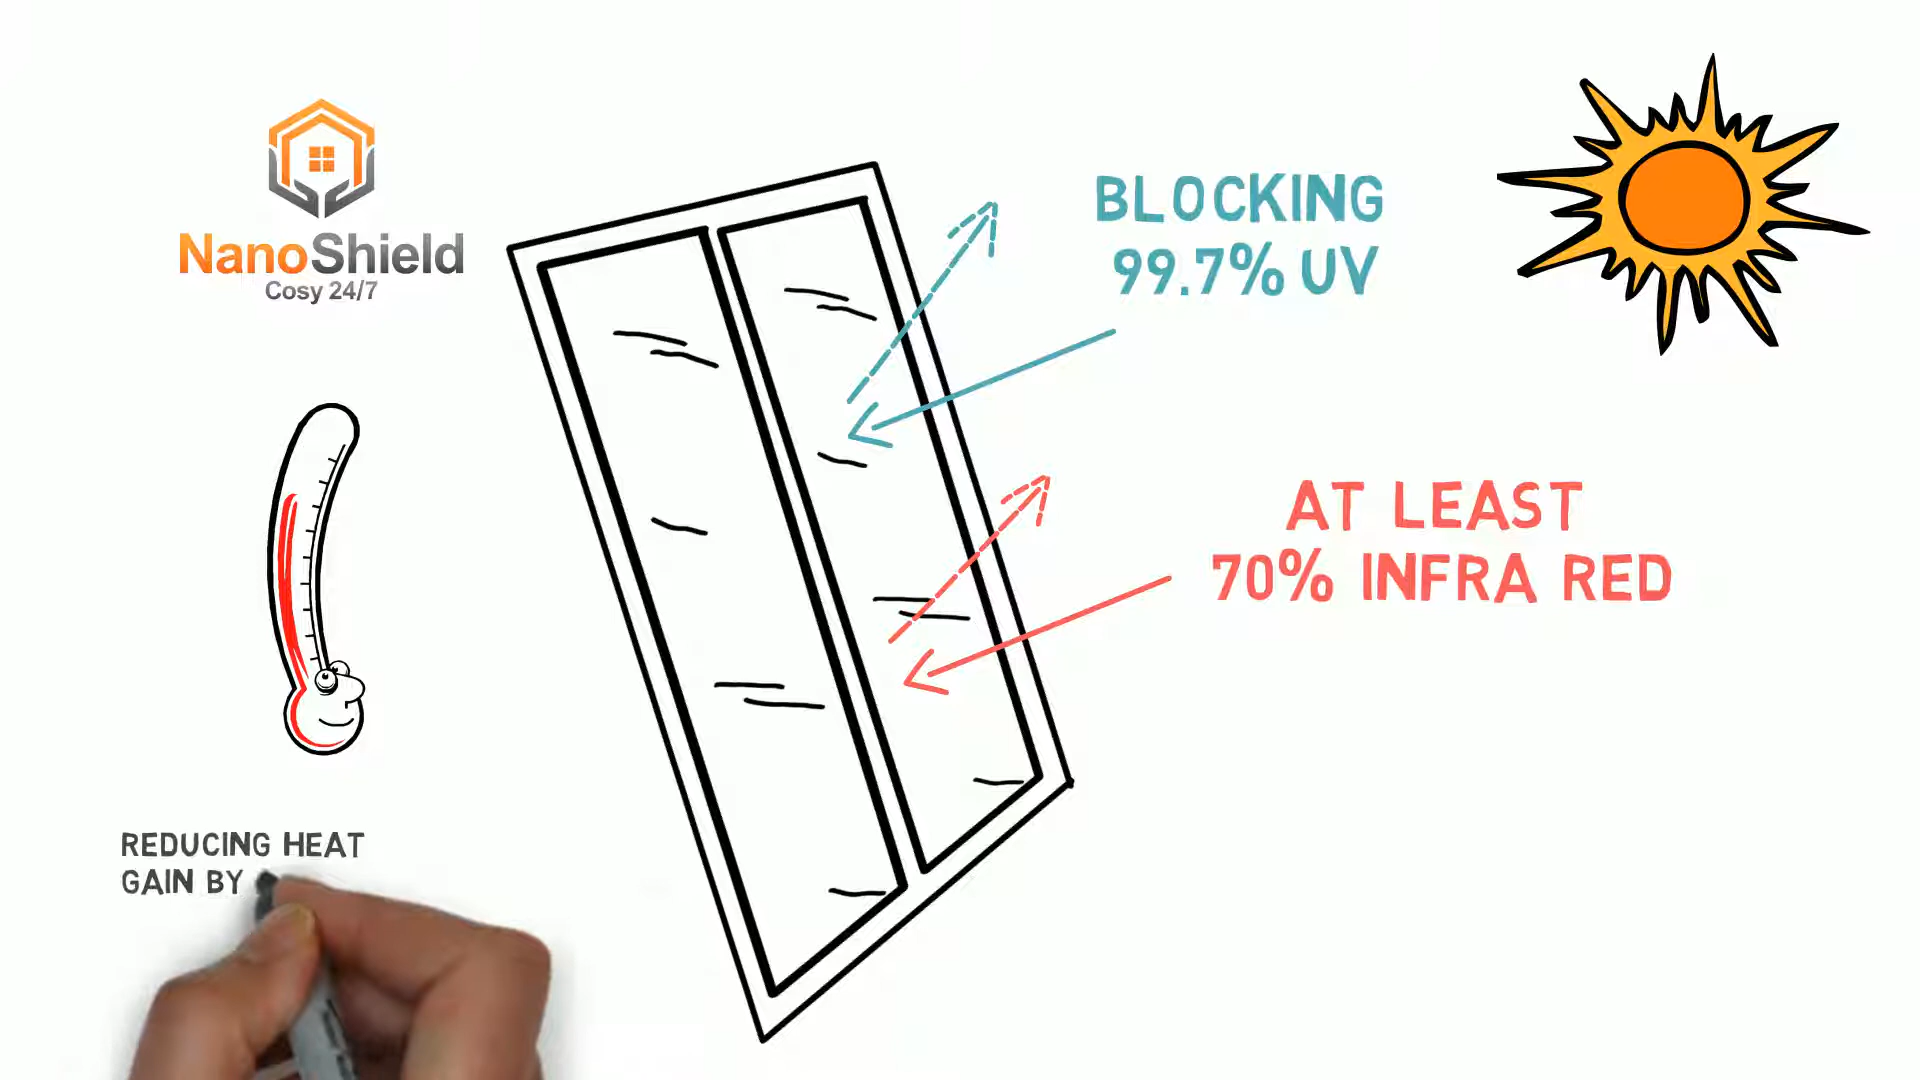 NanoShield
Cosy 24/7
BLOCKING
99.7% UV
AT LEAST
70% INFRA RED
REDUCING HEAT
GAIN BY